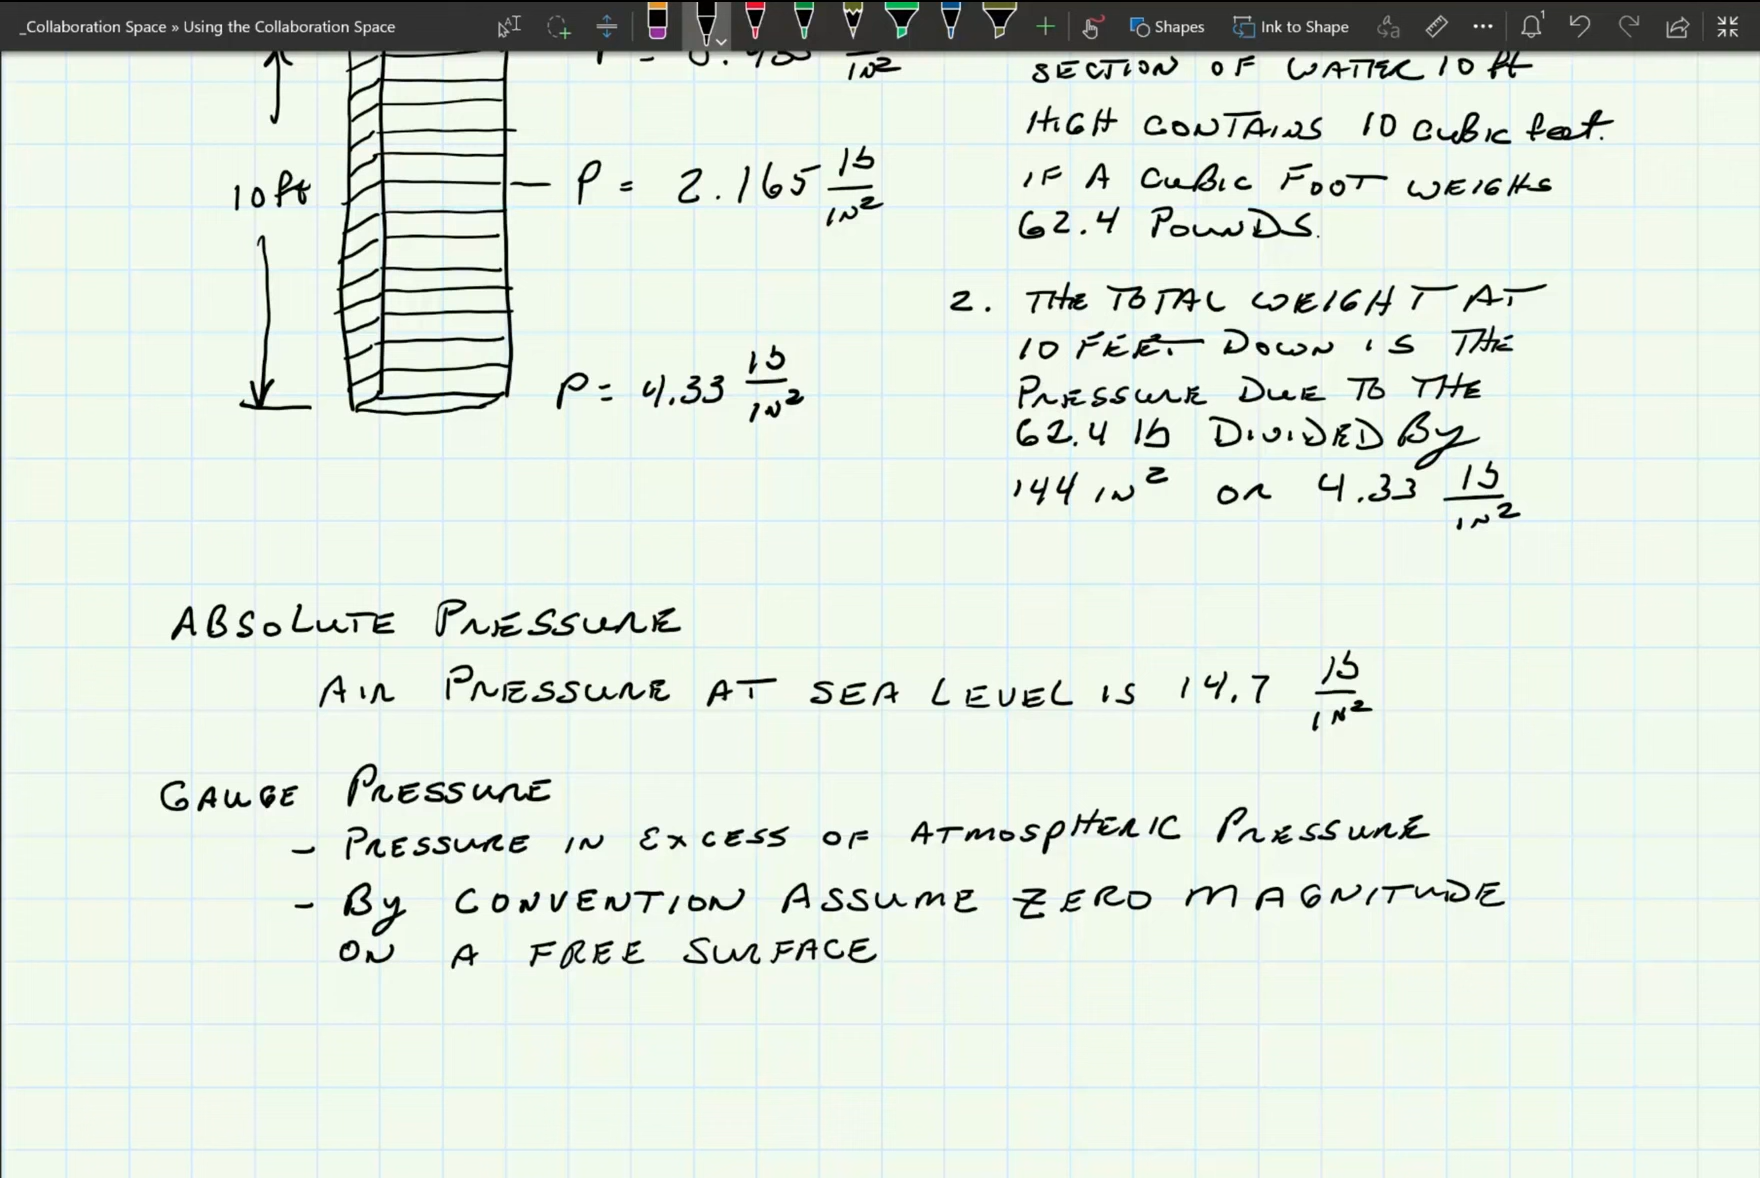 _Collaboration Space » Using the Collaboration Space
Shapes
Ink to Shape
1
IN²
SECTION OF WATER 10 ft
HIGH CONTAINS 10 CUBIC feet.
10 ft
P = 2.165 lb/IN²
IF A CUBIC FOOT WEIGHS
62.4 POUNDS.
2. THE TOTAL WEIGHT AT
10 FEET DOWN IS THE
P = 4.33 lb/IN²
PRESSURE DUE TO THE
62.4 lb DIVIDED By
144 IN² OR 4.33 lb/IN²
ABSOLUTE PRESSURE
AIR PRESSURE AT SEA LEVEL IS 14.7 lb/IN²
GAUGE PRESSURE
- PRESSURE IN EXCESS OF ATMOSPHERIC PRESSURE
- By CONVENTION ASSUME ZERO MAGNITUDE
ON A FREE SURFACE